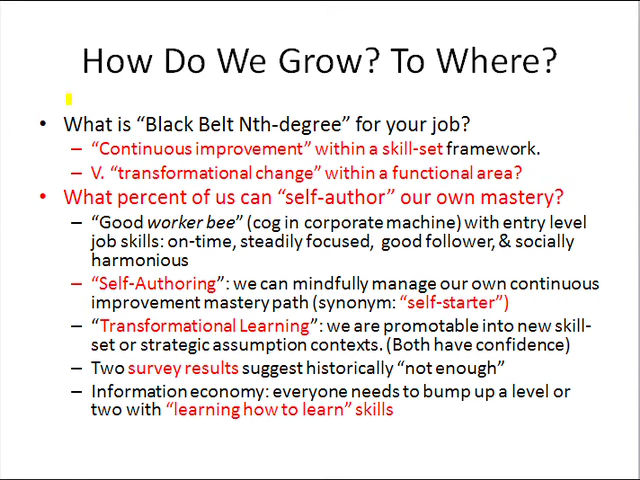 How Do We Grow? To Where?
• What is “Black Belt Nth-degree” for your job?
– “Continuous improvement” within a skill-set framework.
– V. “transformational change” within a functional area?
• What percent of us can “self-author” our own mastery?
– “Good worker bee” (cog in corporate machine) with entry level
job skills: on-time, steadily focused, good follower, & socially
harmonious
– “Self-Authoring”: we can mindfully manage our own continuous
improvement mastery path (synonym: “self-starter”)
– “Transformational Learning”: we are promotable into new skill-
set or strategic assumption contexts. (Both have confidence)
– Two survey results suggest historically “not enough”
– Information economy: everyone needs to bump up a level or
two with “learning how to learn” skills